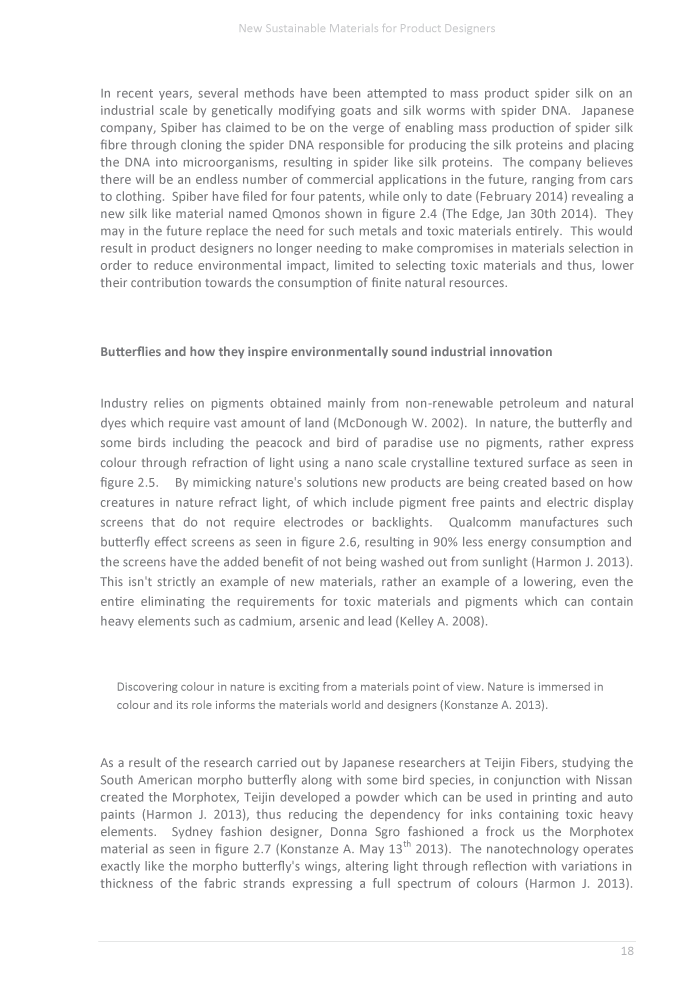 New Sustainable Materials for Product Designers
In recent years, several methods have been attempted to mass product spider silk on an
industrial scale by genetically modifying goats and silk worms with spider DNA.  Japanese
company, Spiber has claimed to be on the verge of enabling mass production of spider silk
fibre through cloning the spider DNA responsible for producing the silk proteins and placing
the DNA into microorganisms, resulting in spider like silk proteins.  The company believes
there will be an endless number of commercial applications in the future, ranging from cars
to clothing.  Spiber have filed for four patents, while only to date (February 2014) revealing a
new silk like material named Qmonos shown in figure 2.4 (The Edge, Jan 30th 2014).  They
may in the future replace the need for such metals and toxic materials entirely.  This would
result in product designers no longer needing to make compromises in materials selection in
order to reduce environmental impact, limited to selecting toxic materials and thus, lower
their contribution towards the consumption of finite natural resources.
Butterflies and how they inspire environmentally sound industrial innovation
Industry relies on pigments obtained mainly from non-renewable petroleum and natural
dyes which require vast amount of land (McDonough W. 2002).  In nature, the butterfly and
some birds including the peacock and bird of paradise use no pigments, rather express
colour through refraction of light using a nano scale crystalline textured surface as seen in
figure 2.5.   By mimicking nature's solutions new products are being created based on how
creatures in nature refract light, of which include pigment free paints and electric display
screens that do not require electrodes or backlights.  Qualcomm manufactures such
butterfly effect screens as seen in figure 2.6, resulting in 90% less energy consumption and
the screens have the added benefit of not being washed out from sunlight (Harmon J. 2013).
This isn't strictly an example of new materials, rather an example of a lowering, even the
entire eliminating the requirements for toxic materials and pigments which can contain
heavy elements such as cadmium, arsenic and lead (Kelley A. 2008).
Discovering colour in nature is exciting from a materials point of view. Nature is immersed in
colour and its role informs the materials world and designers (Konstanze A. 2013).
As a result of the research carried out by Japanese researchers at Teijin Fibers, studying the
South American morpho butterfly along with some bird species, in conjunction with Nissan
created the Morphotex, Teijin developed a powder which can be used in printing and auto
paints (Harmon J. 2013), thus reducing the dependency for inks containing toxic heavy
elements.  Sydney fashion designer, Donna Sgro fashioned a frock us the Morphotex
material as seen in figure 2.7 (Konstanze A. May 13th 2013).  The nanotechnology operates
exactly like the morpho butterfly's wings, altering light through reflection with variations in
thickness of the fabric strands expressing a full spectrum of colours (Harmon J. 2013).
18